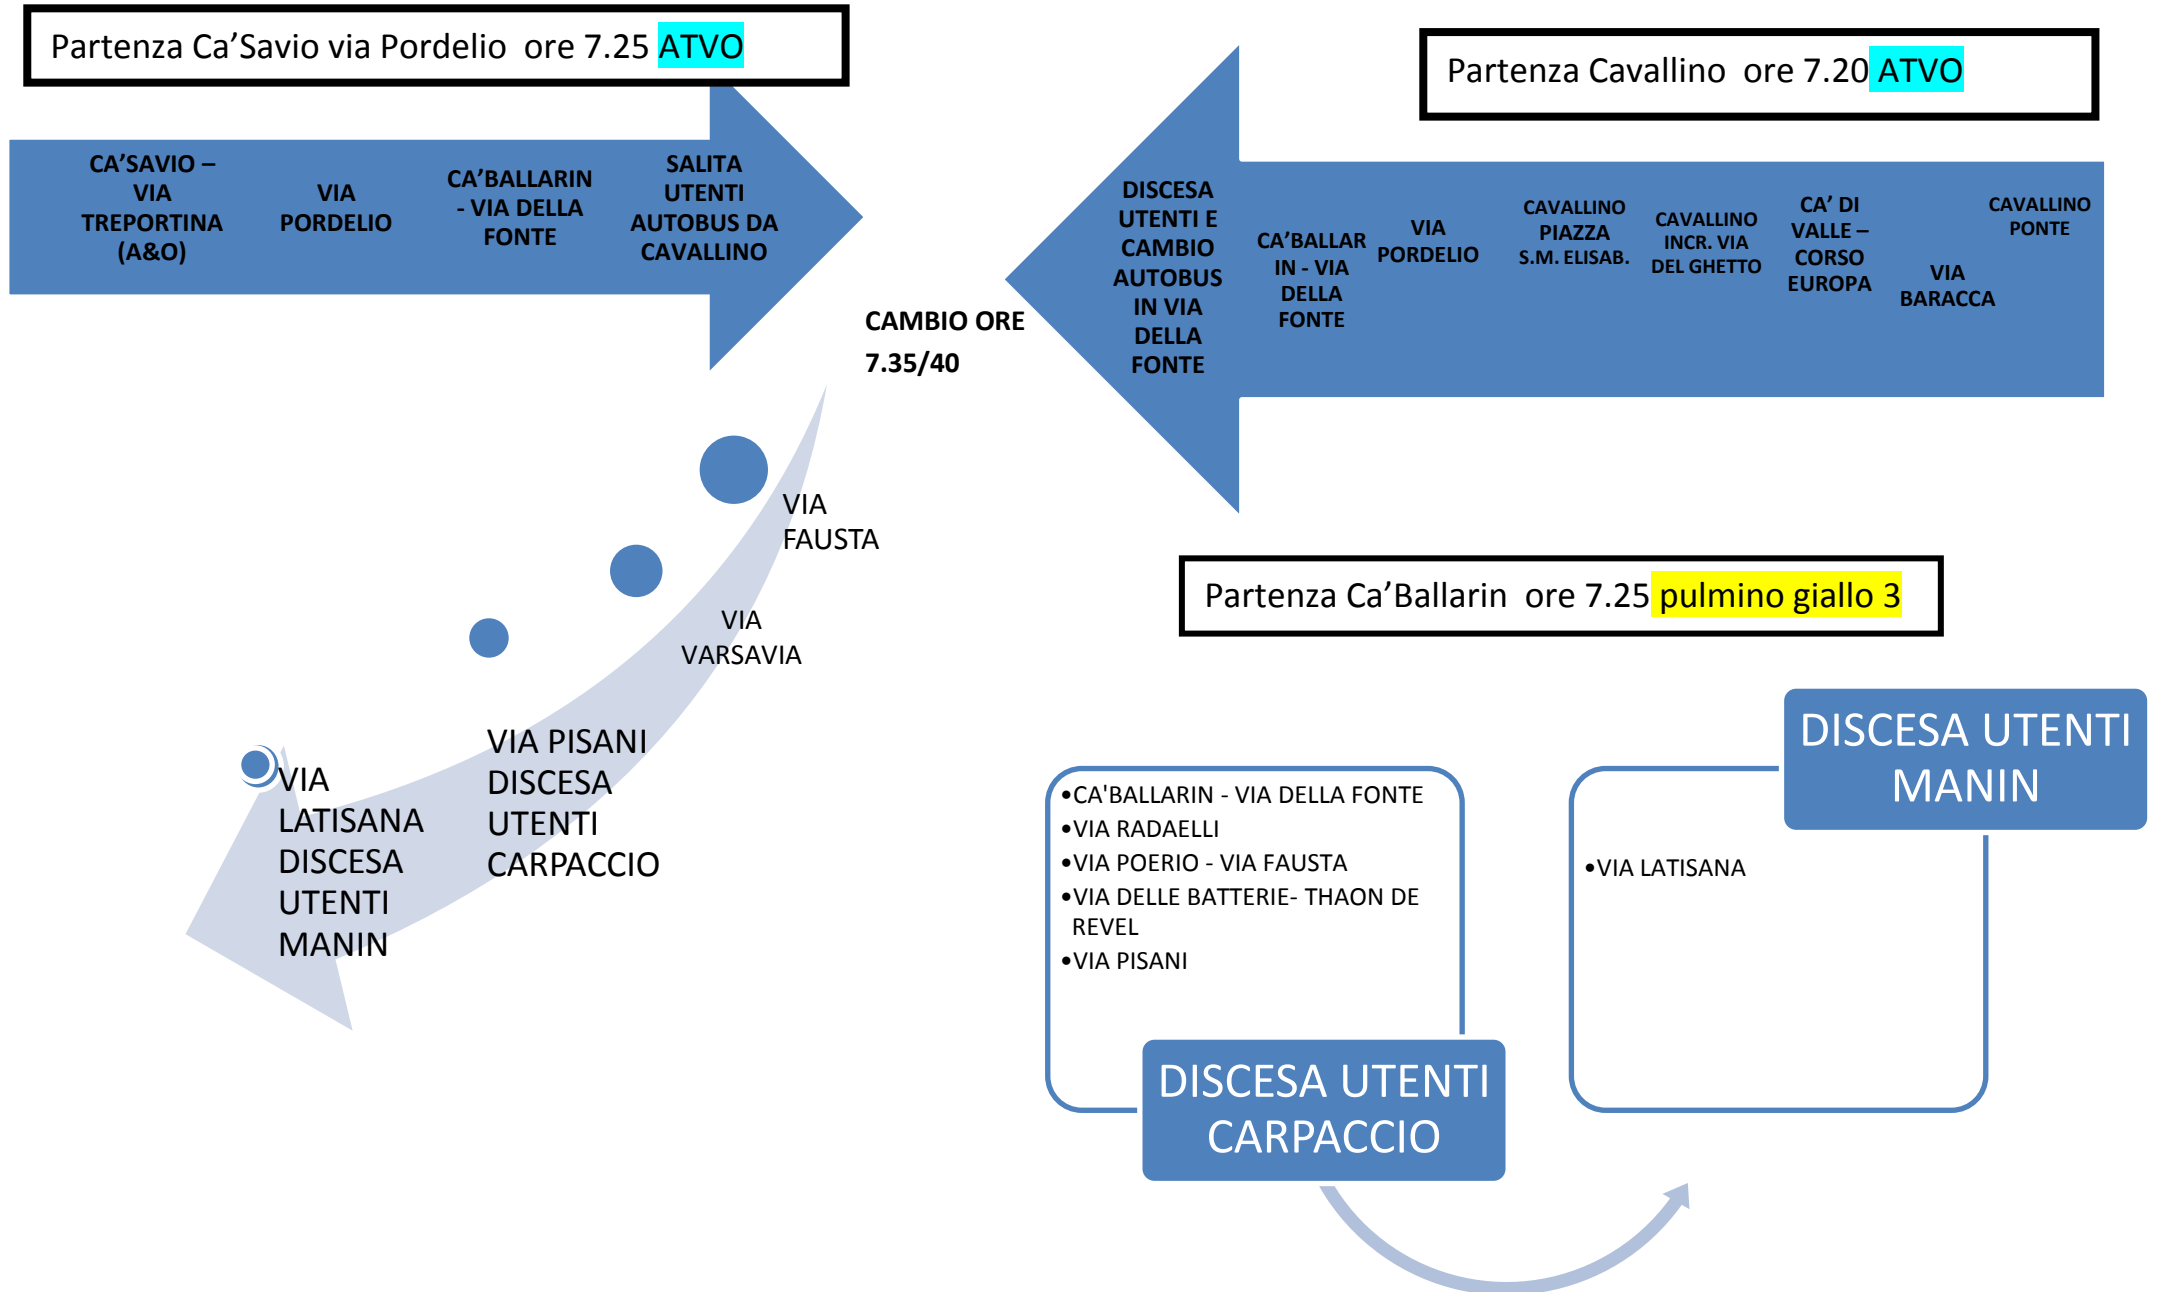 Partenza Ca'Savio via Pordelio  ore 7.25 ATVO
CA'SAVIO –
VIA
TREPORTINA
(A&O)
VIA
PORDELIO
CA'BALLARIN
- VIA DELLA
FONTE
SALITA
UTENTI
AUTOBUS DA
CAVALLINO
Partenza Cavallino  ore 7.20 ATVO
DISCESA
UTENTI E
CAMBIO
AUTOBUS
IN VIA
DELLA
FONTE
CA'BALLAR
IN - VIA
DELLA
FONTE
VIA
PORDELIO
CAVALLINO
PIAZZA
S.M. ELISAB.
CAVALLINO
INCR. VIA
DEL GHETTO
CA' DI
VALLE –
CORSO
EUROPA
VIA
BARACCA
CAVALLINO
PONTE
CAMBIO ORE
7.35/40
VIA
FAUSTA
VIA
VARSAVIA
VIA PISANI
DISCESA
UTENTI
CARPACCIO
VIA
LATISANA
DISCESA
UTENTI
MANIN
Partenza Ca'Ballarin  ore 7.25 pulmino giallo 3
•CA'BALLARIN - VIA DELLA FONTE
•VIA RADAELLI
•VIA POERIO - VIA FAUSTA
•VIA DELLE BATTERIE- THAON DE
REVEL
•VIA PISANI
DISCESA UTENTI
CARPACCIO
DISCESA UTENTI
MANIN
•VIA LATISANA